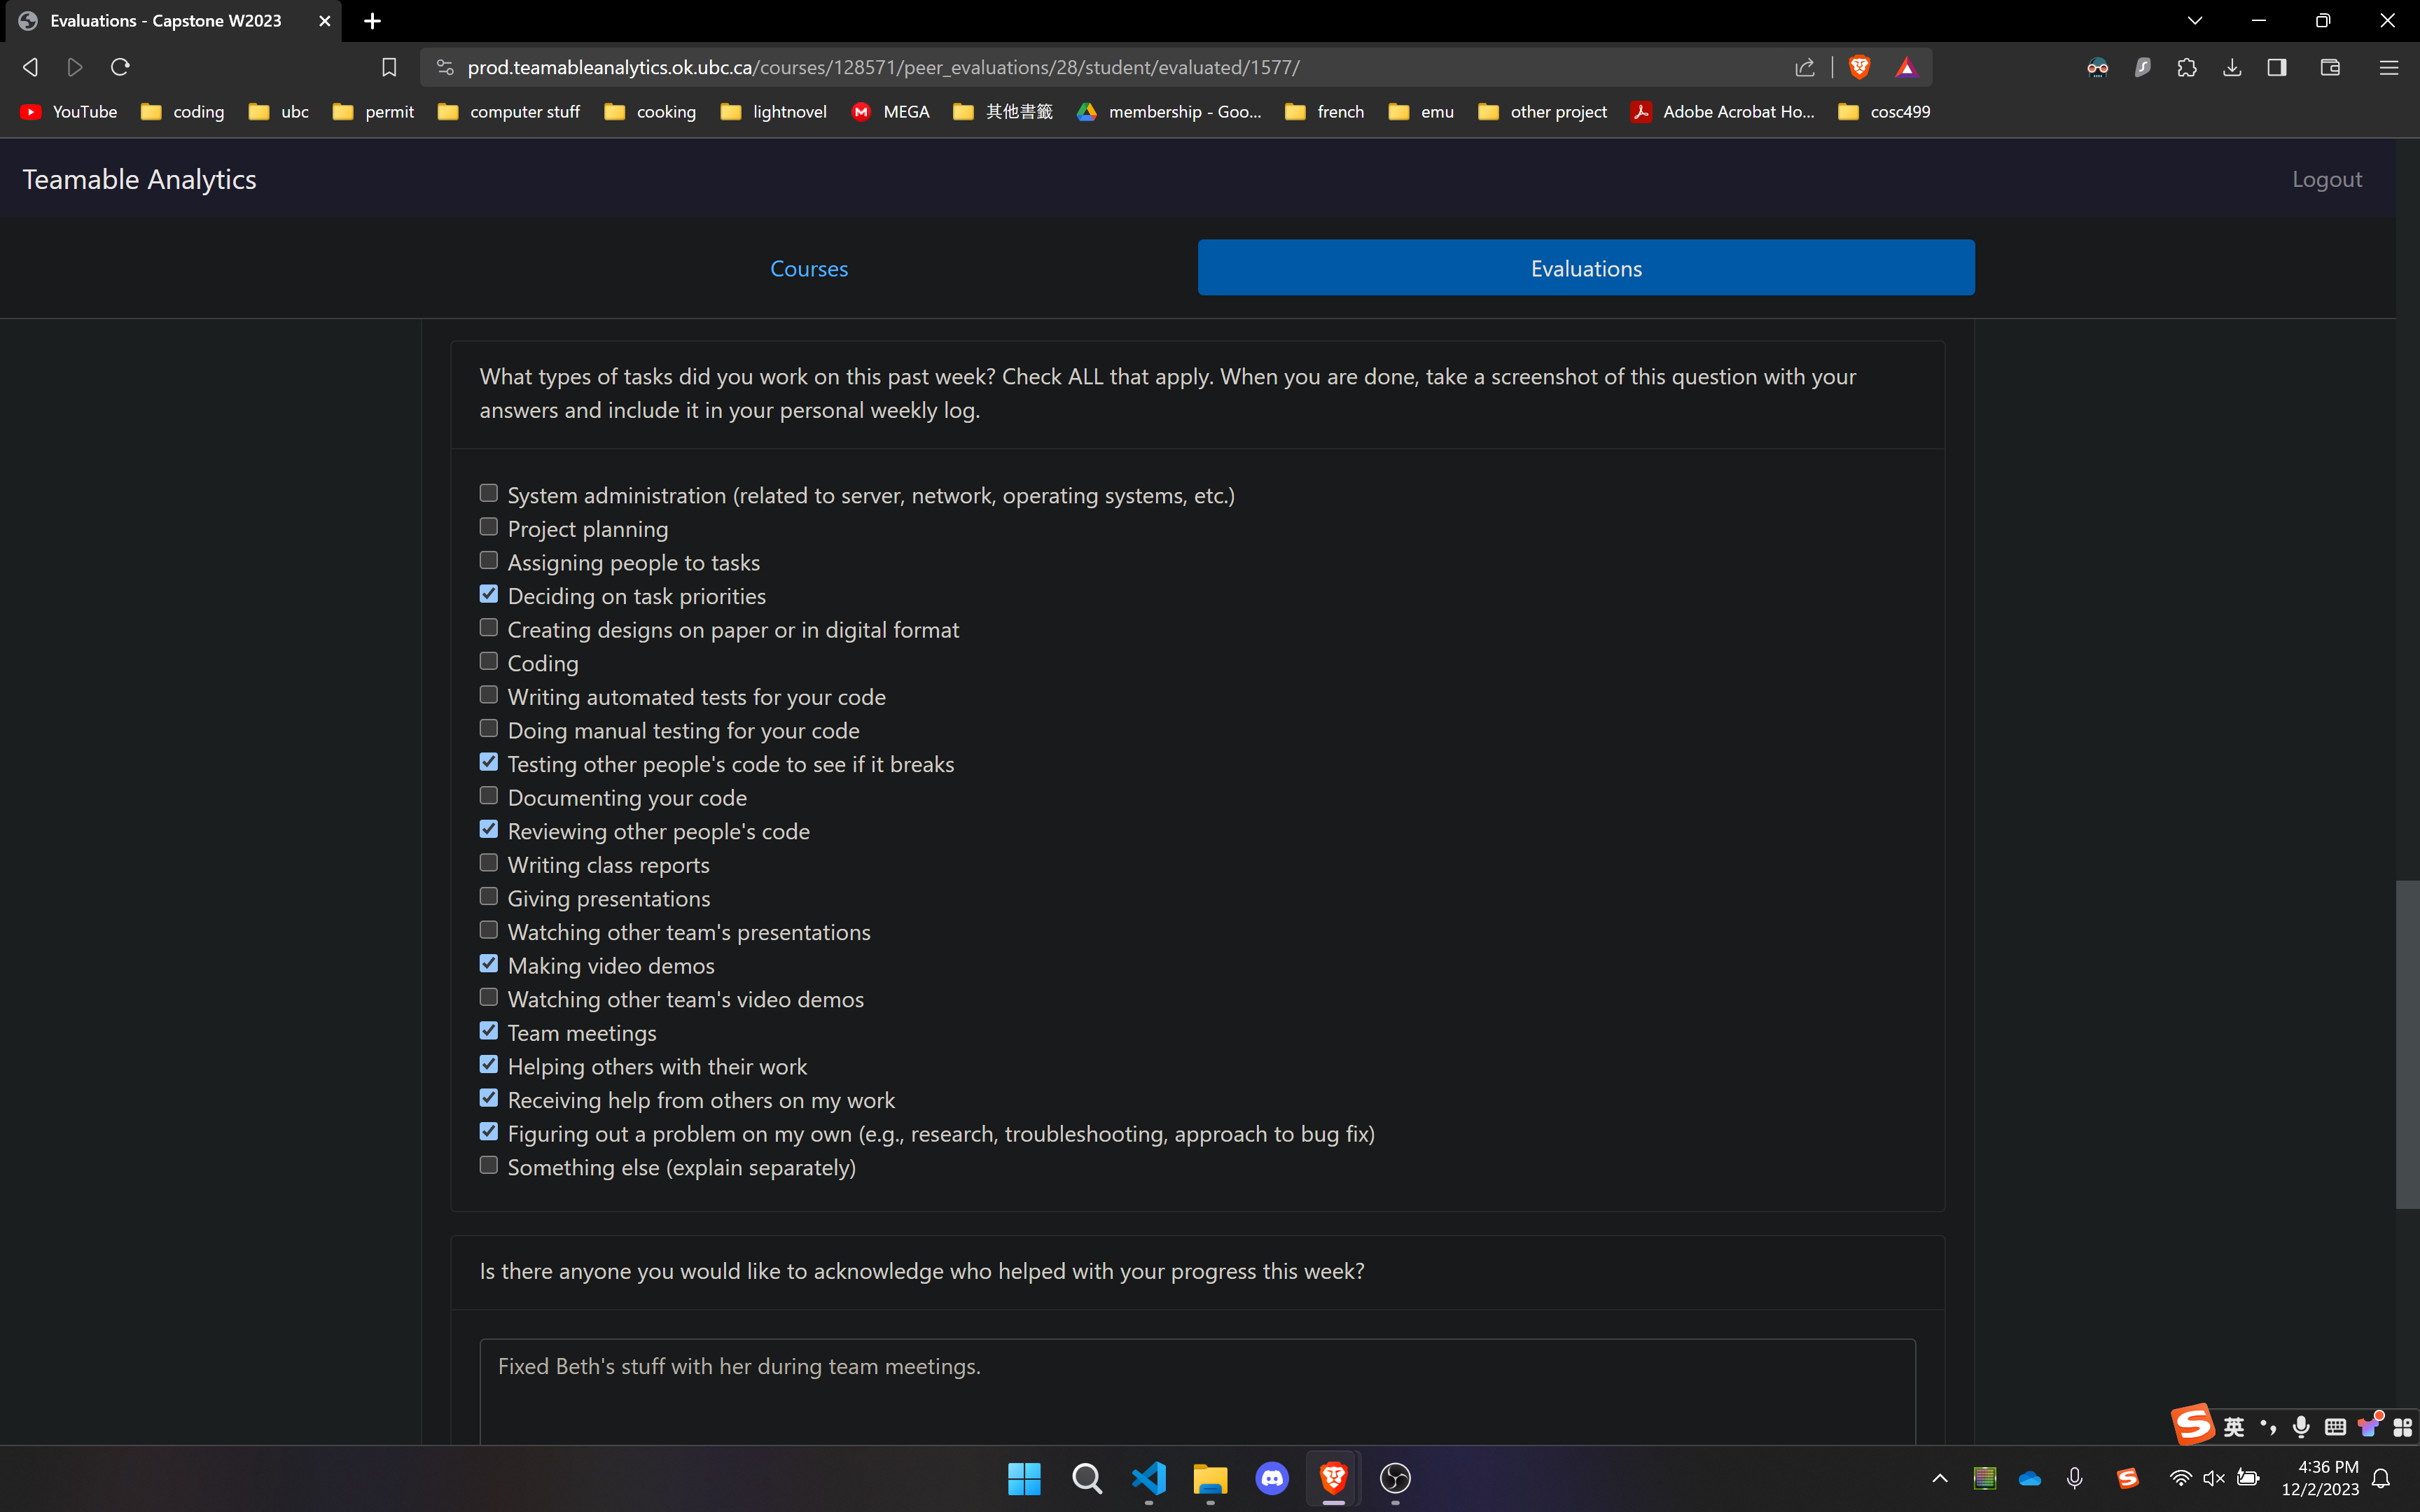 Evaluations - Capstone W2023
prod.teamableanalytics.ok.ubc.ca/courses/128571/peer_evaluations/28/student/evaluated/1577/
YouTube coding ubc permit computer stuff cooking lightnovel MEGA 其他書籤 membership - Goo... french emu other project Adobe Acrobat Ho... cosc499
Teamable Analytics Logout
Courses Evaluations
What types of tasks did you work on this past week? Check ALL that apply. When you are done, take a screenshot of this question with your
answers and include it in your personal weekly log.
System administration (related to server, network, operating systems, etc.)
Project planning
Assigning people to tasks
Deciding on task priorities
Creating designs on paper or in digital format
Coding
Writing automated tests for your code
Doing manual testing for your code
Testing other people's code to see if it breaks
Documenting your code
Reviewing other people's code
Writing class reports
Giving presentations
Watching other team's presentations
Making video demos
Watching other team's video demos
Team meetings
Helping others with their work
Receiving help from others on my work
Figuring out a problem on my own (e.g., research, troubleshooting, approach to bug fix)
Something else (explain separately)
Is there anyone you would like to acknowledge who helped with your progress this week?
Fixed Beth's stuff with her during team meetings.
英
4:36 PM
12/2/2023